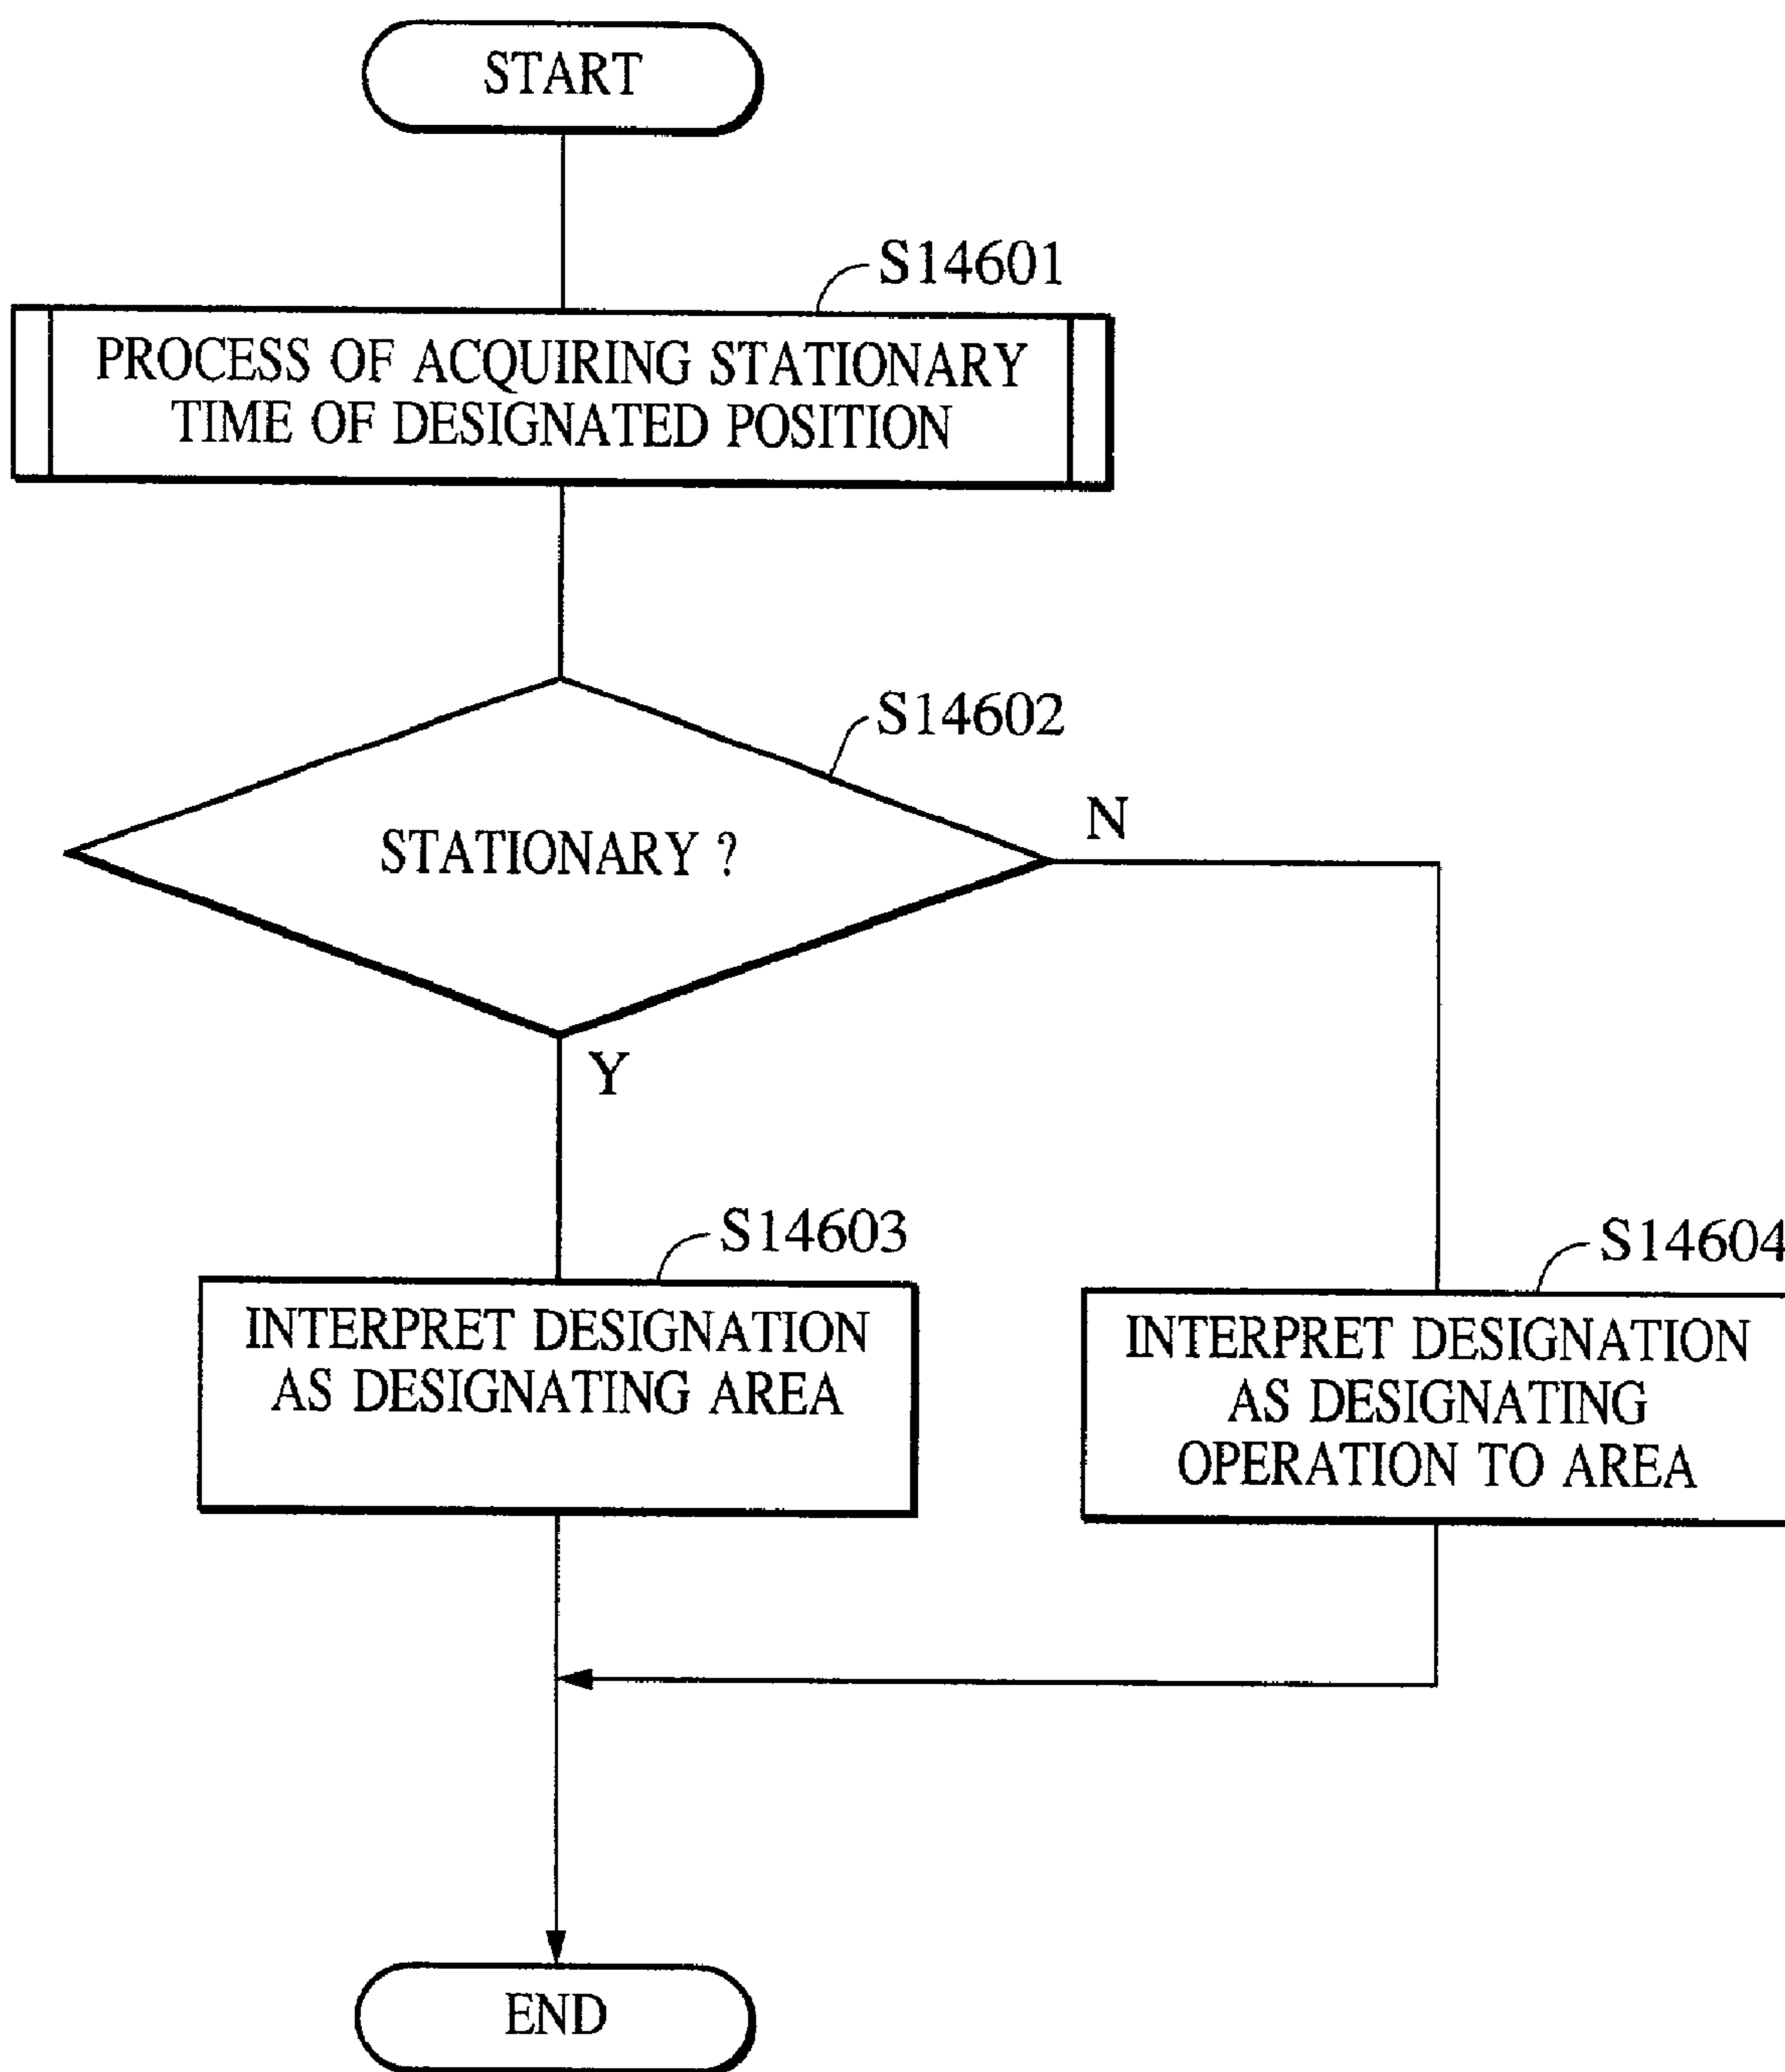 START
S14601
PROCESS OF ACQUIRING STATIONARY
TIME OF DESIGNATED POSITION
S14602
STATIONARY ?
N
Y
S14603
INTERPRET DESIGNATION
AS DESIGNATING AREA
S14604
INTERPRET DESIGNATION
AS DESIGNATING
OPERATION TO AREA
END